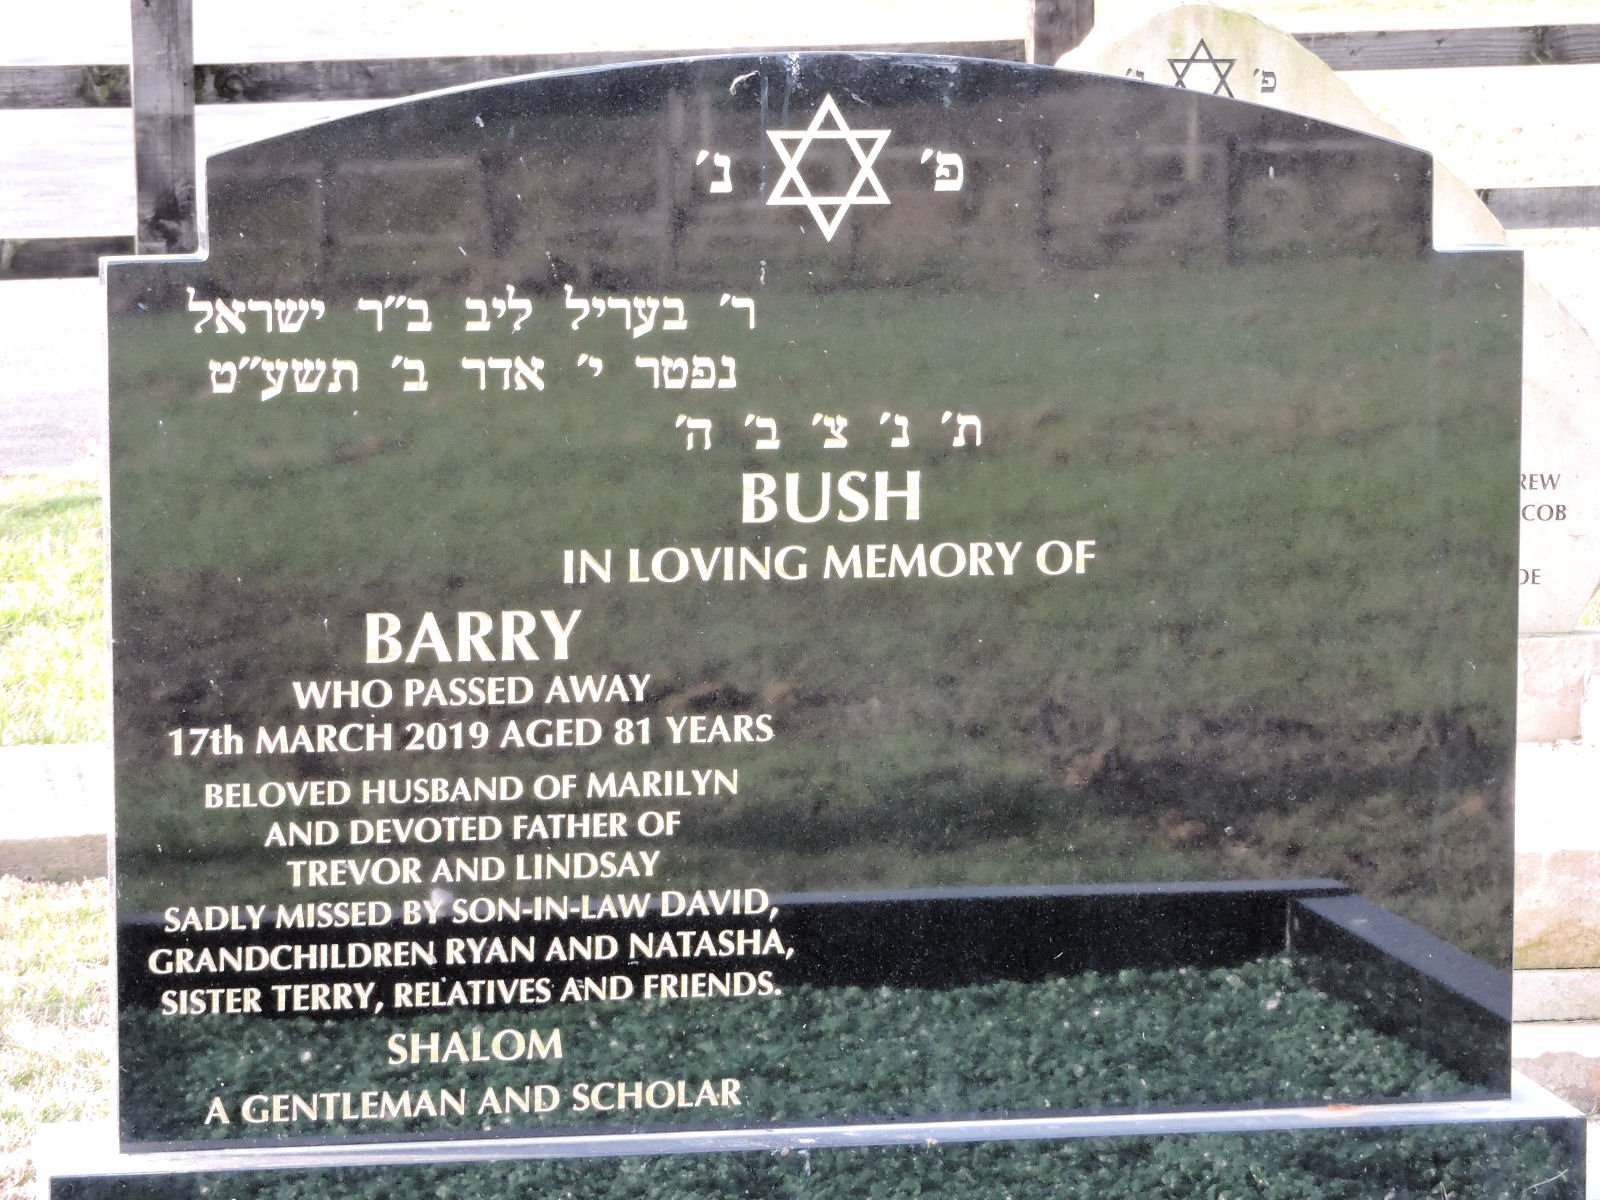 פ׳ נ׳
ר׳ בעריל ליב ב״ר ישראל
נפטר י׳ אדר ב׳ תשע״ט
ת׳ נ׳ צ׳ ב׳ ה׳
BUSH
IN LOVING MEMORY OF
BARRY
WHO PASSED AWAY
17th MARCH 2019 AGED 81 YEARS
BELOVED HUSBAND OF MARILYN
AND DEVOTED FATHER OF
TREVOR AND LINDSAY
SADLY MISSED BY SON-IN-LAW DAVID,
GRANDCHILDREN RYAN AND NATASHA,
SISTER TERRY, RELATIVES AND FRIENDS.
SHALOM
A GENTLEMAN AND SCHOLAR
פ׳ נ׳